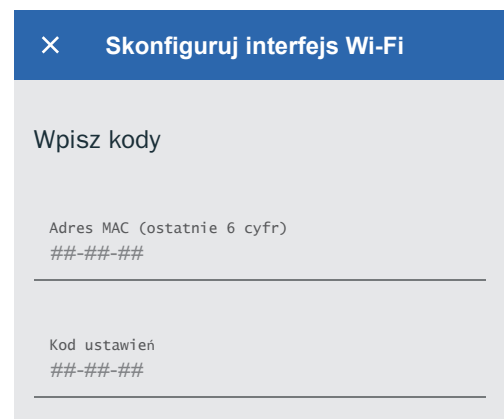 Skonfiguruj interfejs Wi-Fi
Wpisz kody
Adres MAC (ostatnie 6 cyfr)
##-##-##
Kod ustawień
##-##-##